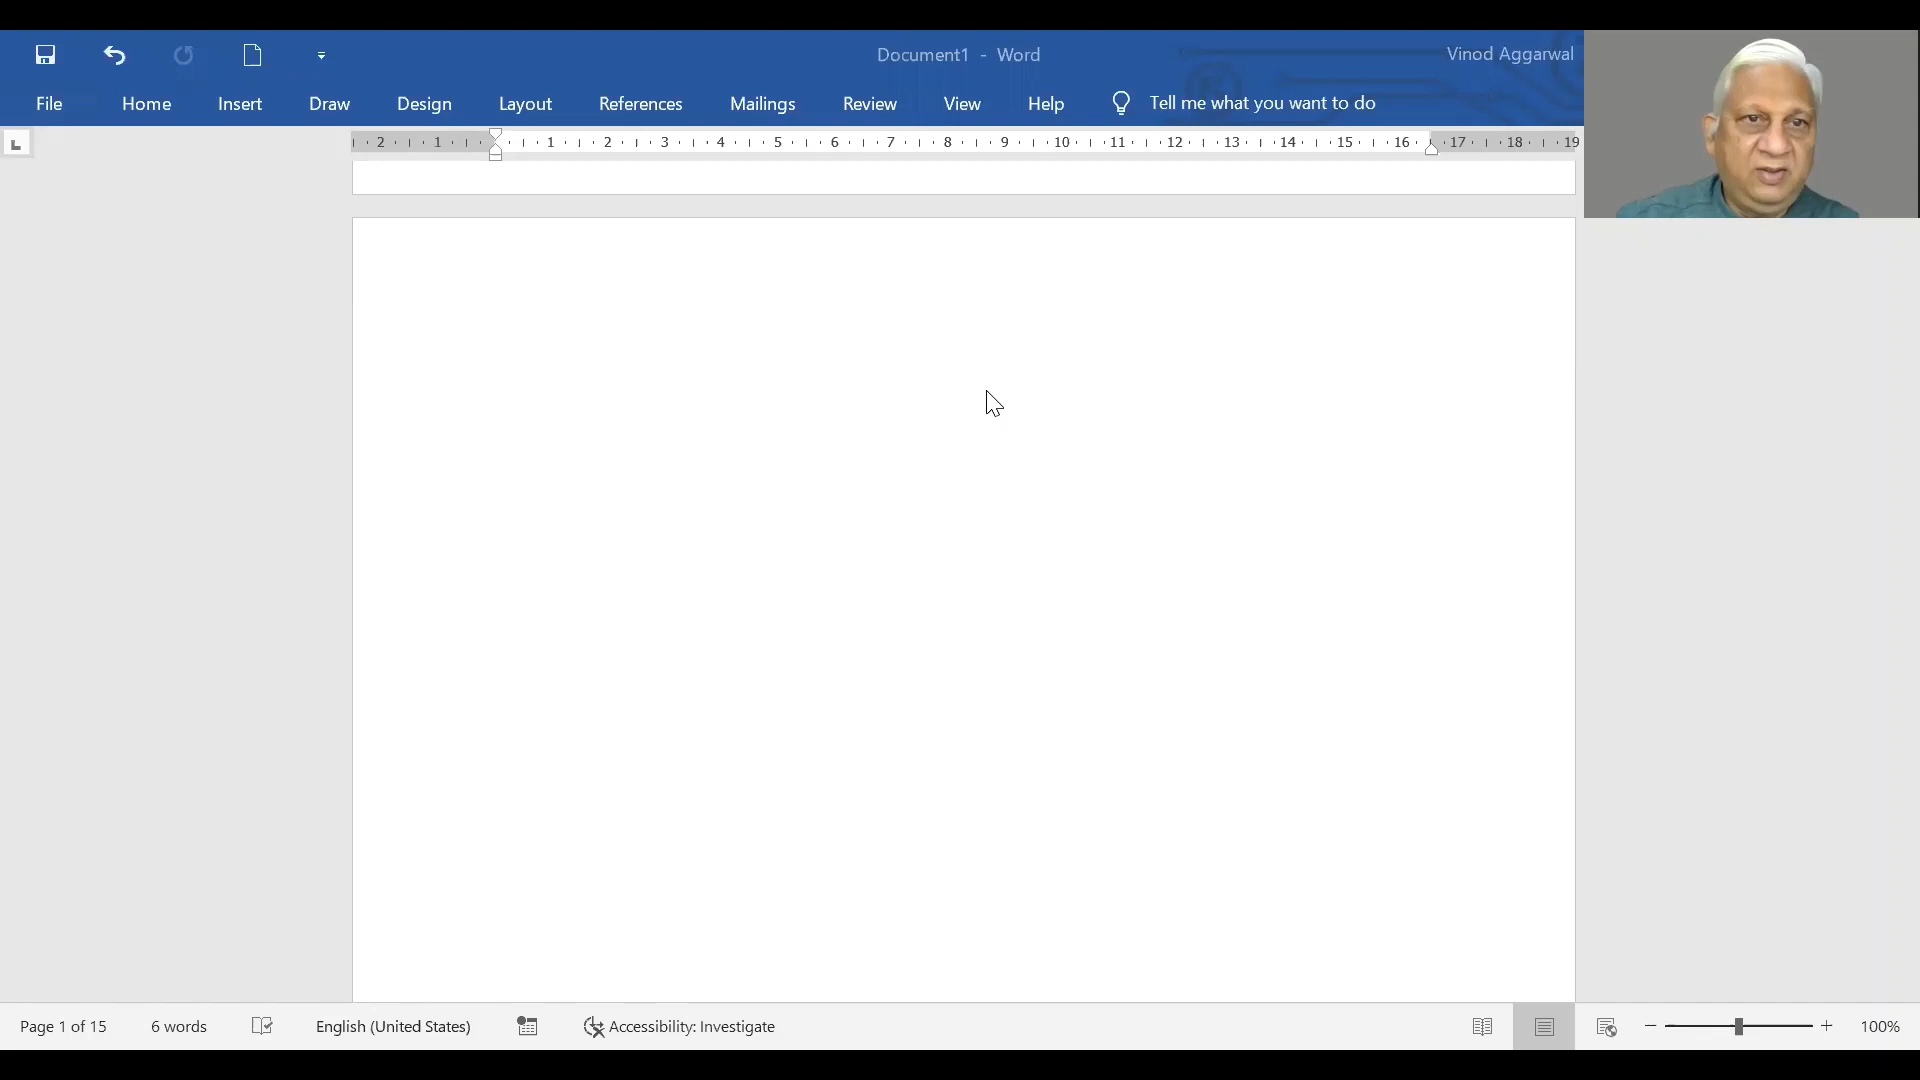 Document1 - Word
Vinod Aggarwal
File Home Insert Draw Design Layout References Mailings Review View Help Tell me what you want to do
2 1 1 2 3 4 5 6 7 8 9 10 11 12 13 14 15 16 17 18 19
Page 1 of 15 6 words English (United States) Accessibility: Investigate 100%